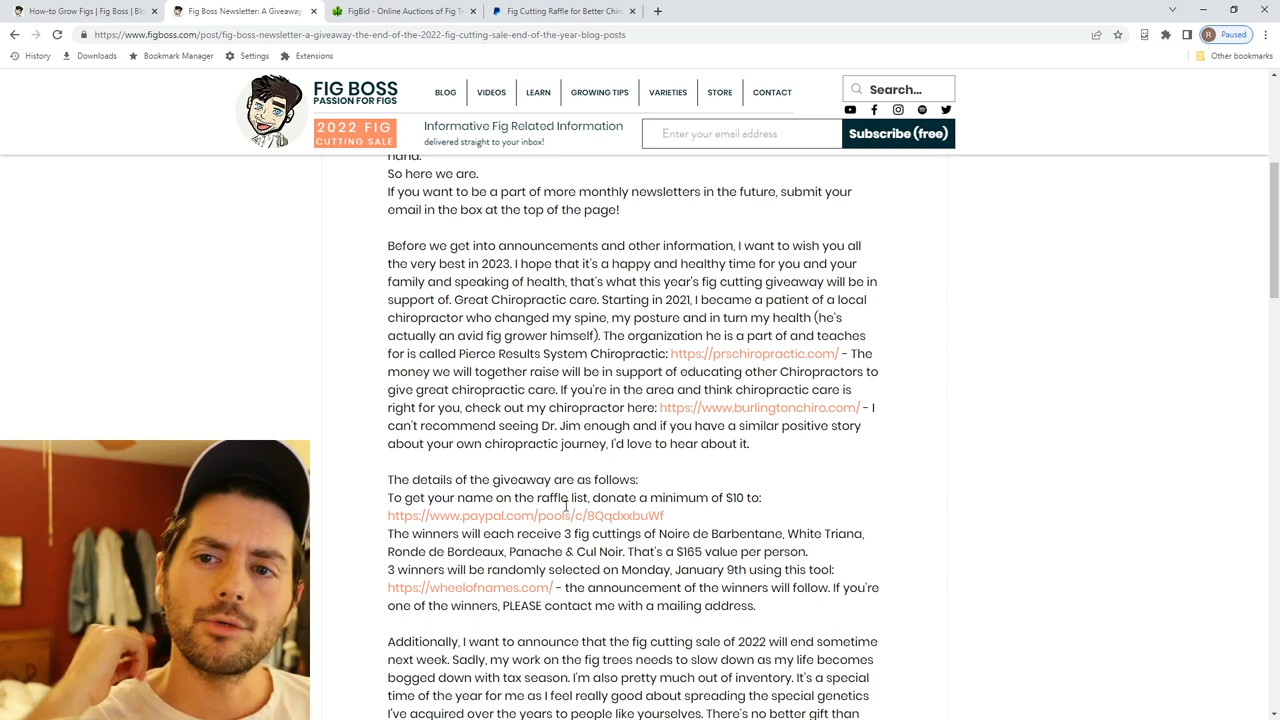 How-to Grow Figs | Fig Boss | Bl
Fig Boss Newsletter: A Giveaway
FigBid - Online Auctions of Fig T
Fig Cutting Raffle for Better Chir
https://www.figboss.com/post/fig-boss-newsletter-a-giveaway-the-end-of-the-2022-fig-cutting-sale-end-of-the-year-blog-posts
R Paused
History
Downloads
Bookmark Manager
Settings
Extensions
Other bookmarks
FIG BOSS
PASSION FOR FIGS
2022 FIG
CUTTING SALE
BLOG
VIDEOS
LEARN
GROWING TIPS
VARIETIES
STORE
CONTACT
Search...
Informative Fig Related Information
delivered straight to your inbox!
Enter your email address
Subscribe (free)
hand.
So here we are.
If you want to be a part of more monthly newsletters in the future, submit your
email in the box at the top of the page!
Before we get into announcements and other information, I want to wish you all
the very best in 2023. I hope that it's a happy and healthy time for you and your
family and speaking of health, that's what this year's fig cutting giveaway will be in
support of. Great Chiropractic care. Starting in 2021, I became a patient of a local
chiropractor who changed my spine, my posture and in turn my health (he's
actually an avid fig grower himself). The organization he is a part of and teaches
for is called Pierce Results System Chiropractic: https://prschiropractic.com/ - The
money we will together raise will be in support of educating other Chiropractors to
give great chiropractic care. If you're in the area and think chiropractic care is
right for you, check out my chiropractor here: https://www.burlingtonchiro.com/ - I
can't recommend seeing Dr. Jim enough and if you have a similar positive story
about your own chiropractic journey, I'd love to hear about it.
The details of the giveaway are as follows:
To get your name on the raffle list, donate a minimum of $10 to:
https://www.paypal.com/pools/c/8QqdxxbuWf
The winners will each receive 3 fig cuttings of Noire de Barbentane, White Triana,
Ronde de Bordeaux, Panache & Cul Noir. That's a $165 value per person.
3 winners will be randomly selected on Monday, January 9th using this tool:
https://wheelofnames.com/ - the announcement of the winners will follow. If you're
one of the winners, PLEASE contact me with a mailing address.
Additionally, I want to announce that the fig cutting sale of 2022 will end sometime
next week. Sadly, my work on the fig trees needs to slow down as my life becomes
bogged down with tax season. I'm also pretty much out of inventory. It's a special
time of the year for me as I feel really good about spreading the special genetics
I've acquired over the years to people like yourselves. There's no better gift than